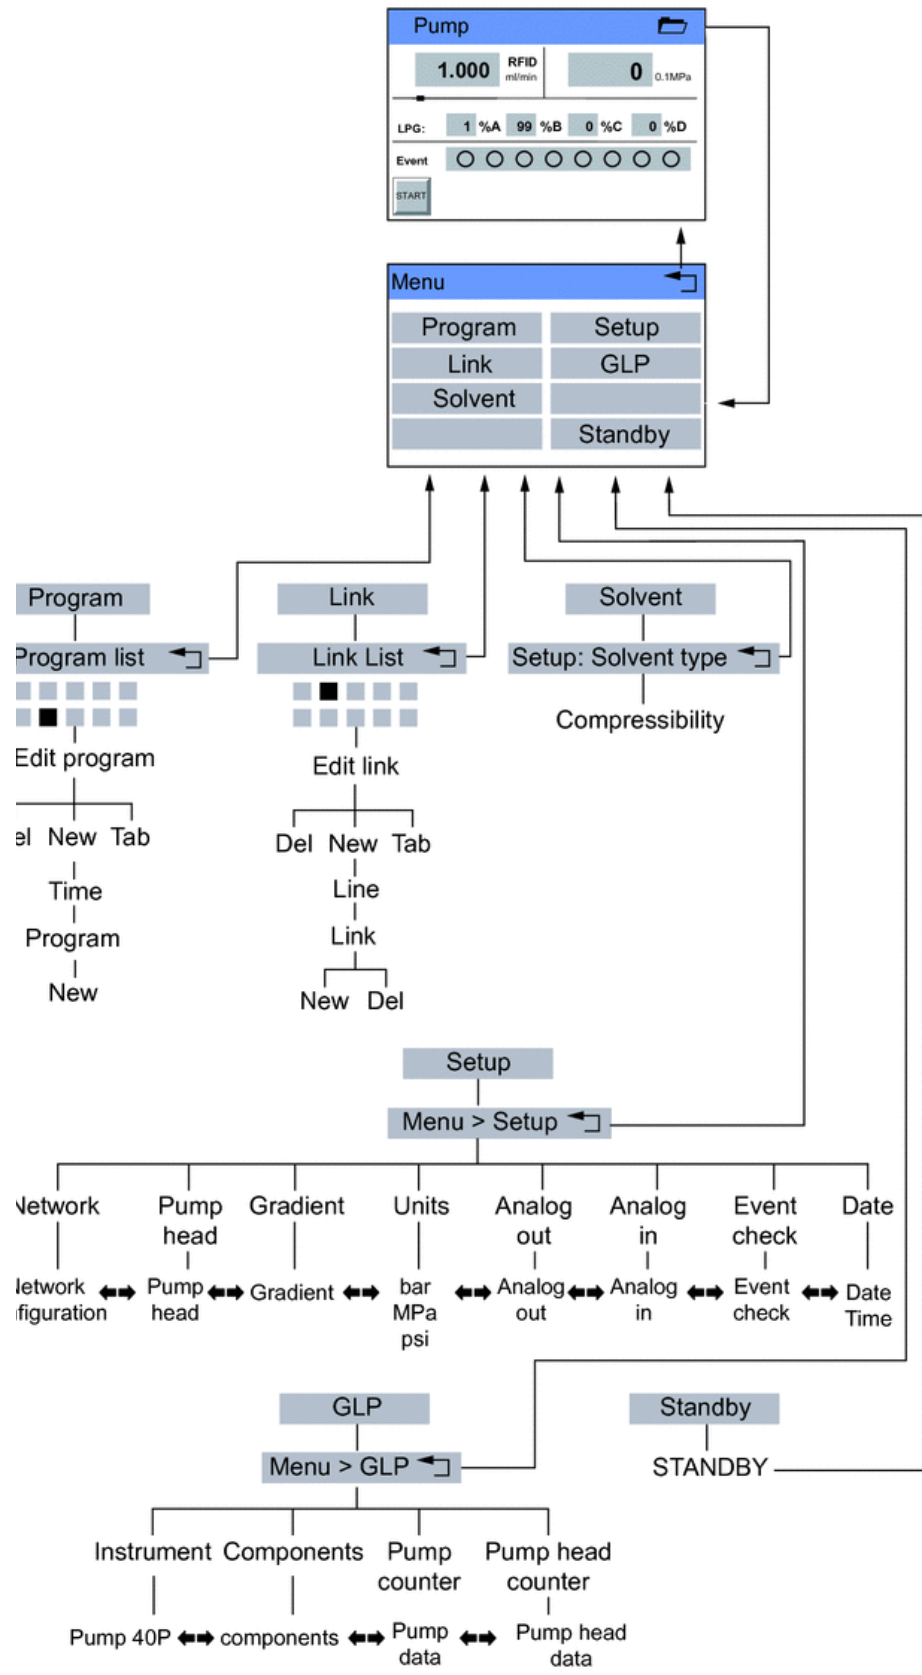 Pump
1.000 RFID ml/min 0 0.1MPa
LPG: 1 %A 99 %B 0 %C 0 %D
Event
START
Menu
Program Setup
Link GLP
Solvent
Standby
Program Link Solvent
Program list Link List Setup: Solvent type
Compressibility
Edit program Edit link
el New Tab Del New Tab
Time Line
Program Link
New New Del
Setup
Menu > Setup
Network Pump head Gradient Units Analog out Analog in Event check Date
Network figuration Pump head Gradient bar MPa psi Analog out Analog in Event check Date Time
GLP Standby
Menu > GLP STANDBY
Instrument Components Pump counter Pump head counter
Pump 40P components Pump data Pump head data